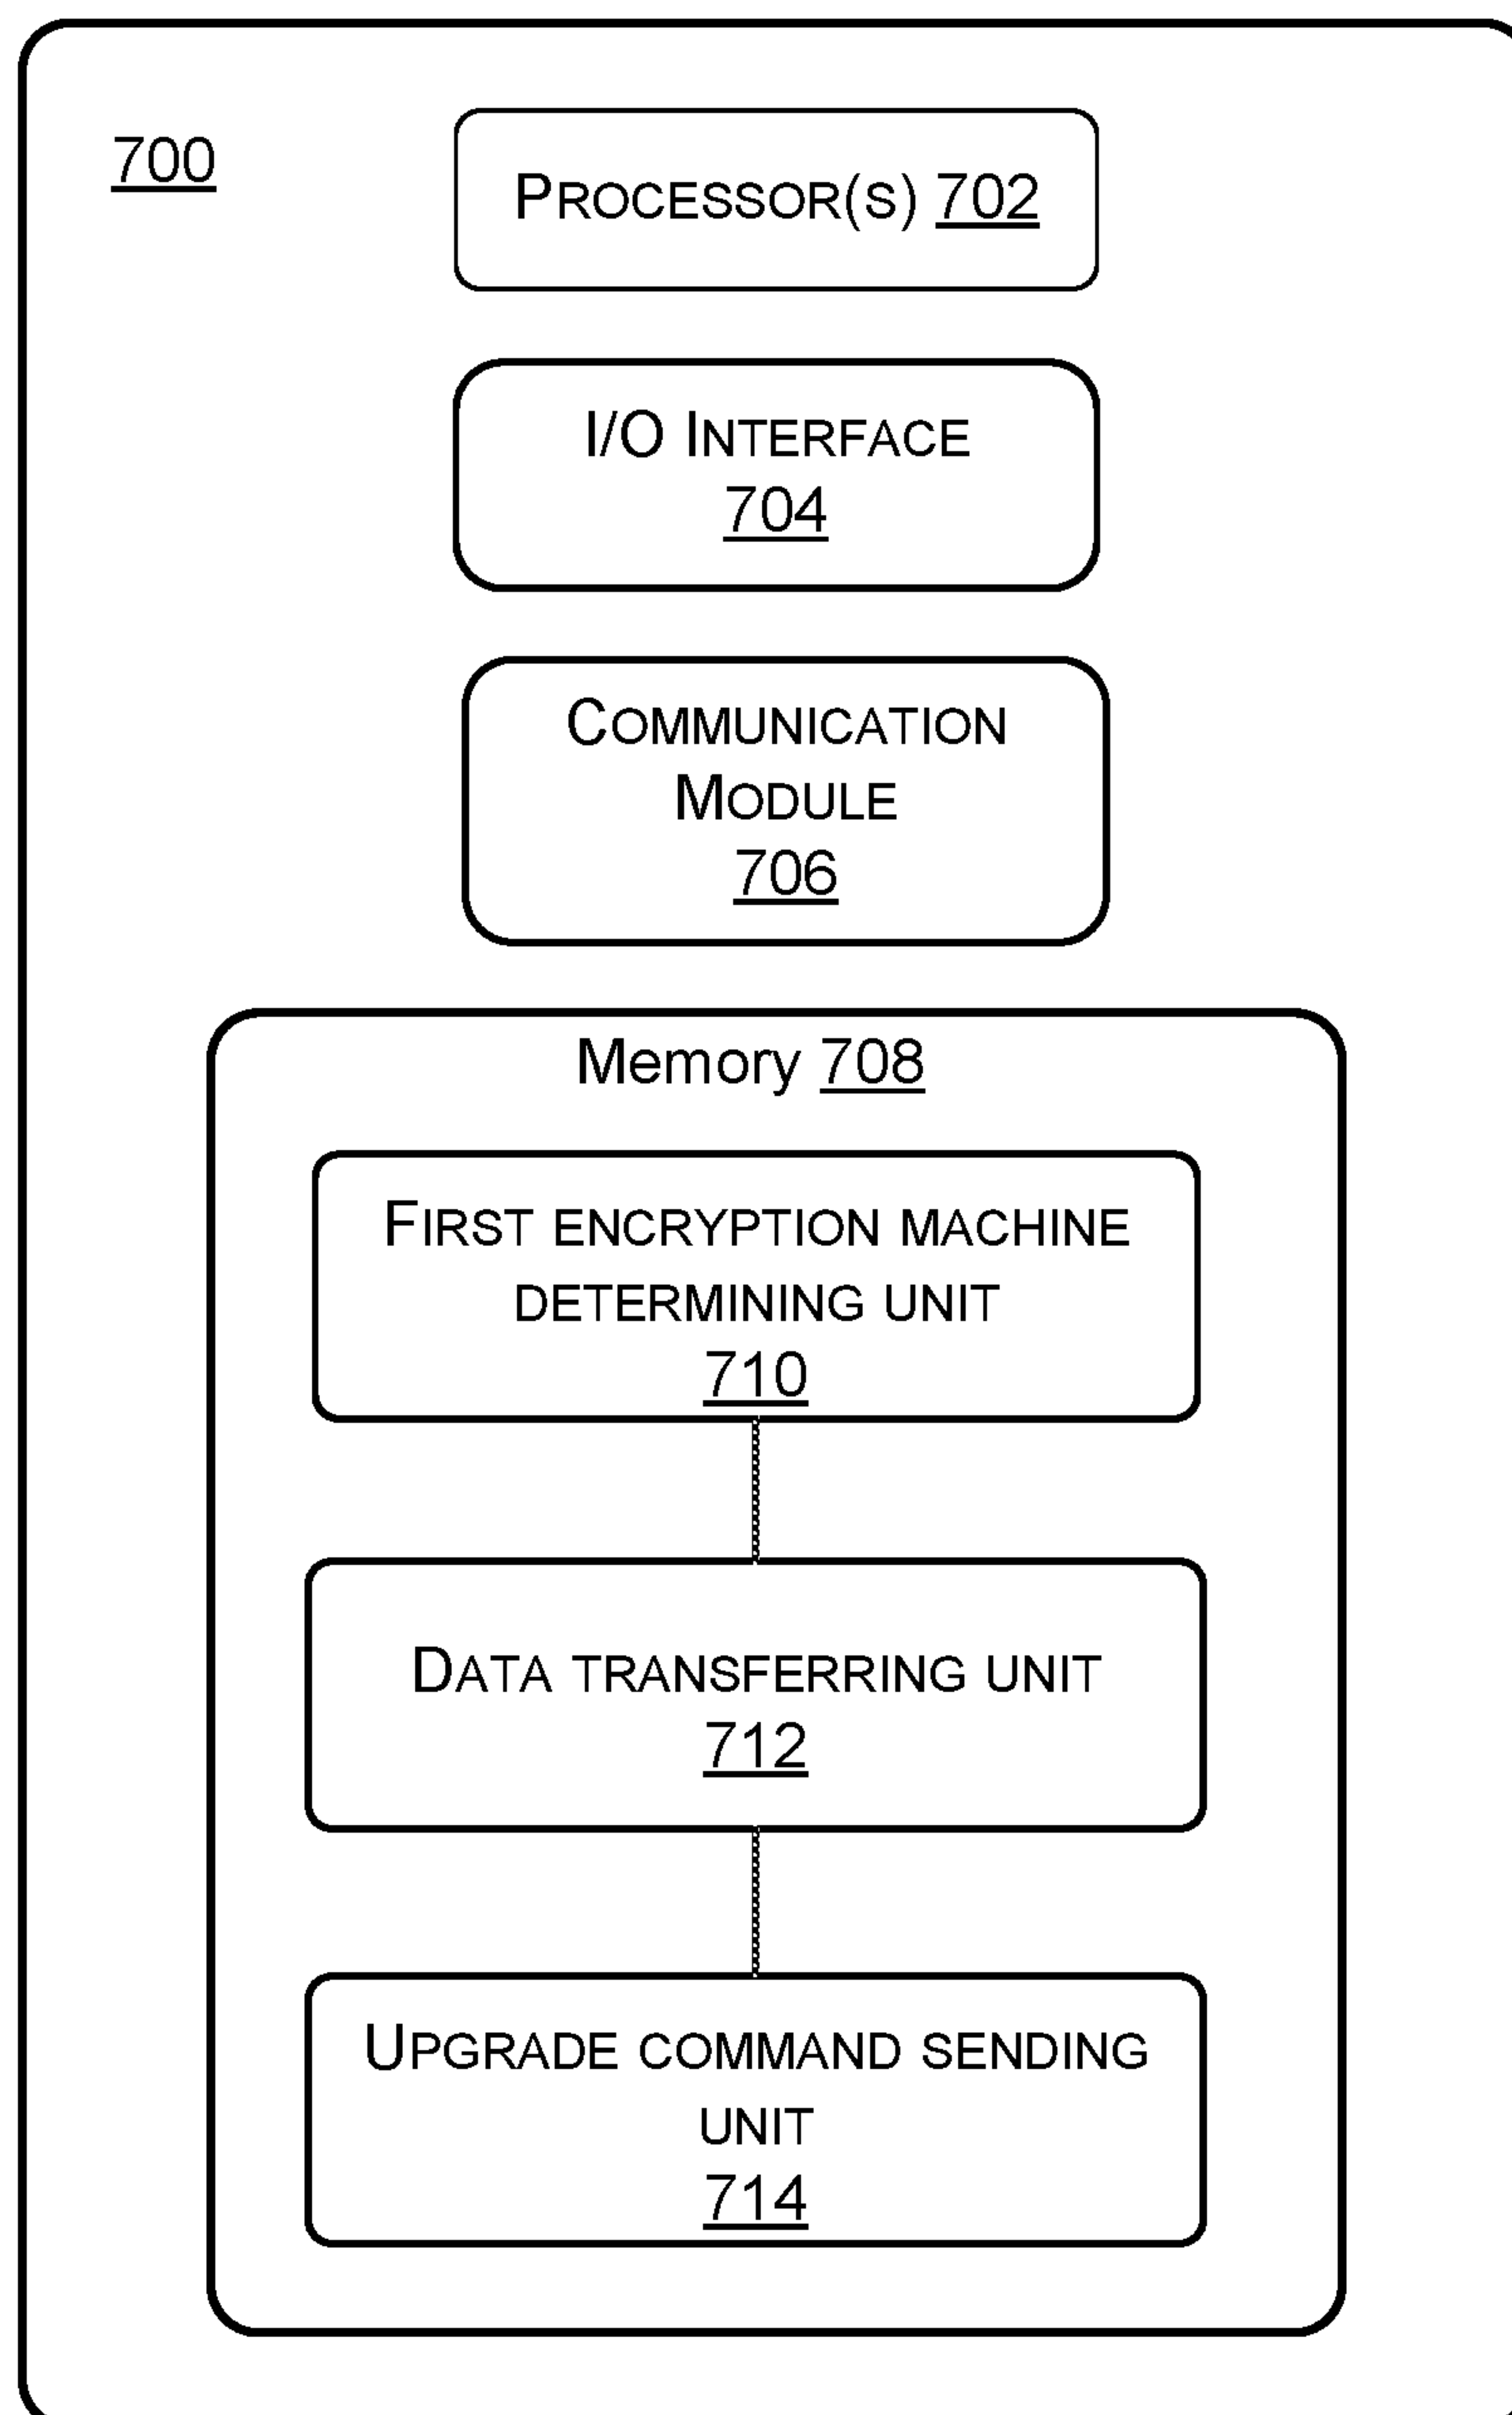 700
PROCESSOR(S) 702
I/O INTERFACE
704
COMMUNICATION
MODULE
706
Memory 708
FIRST ENCRYPTION MACHINE
DETERMINING UNIT
710
DATA TRANSFERRING UNIT
712
UPGRADE COMMAND SENDING
UNIT
714